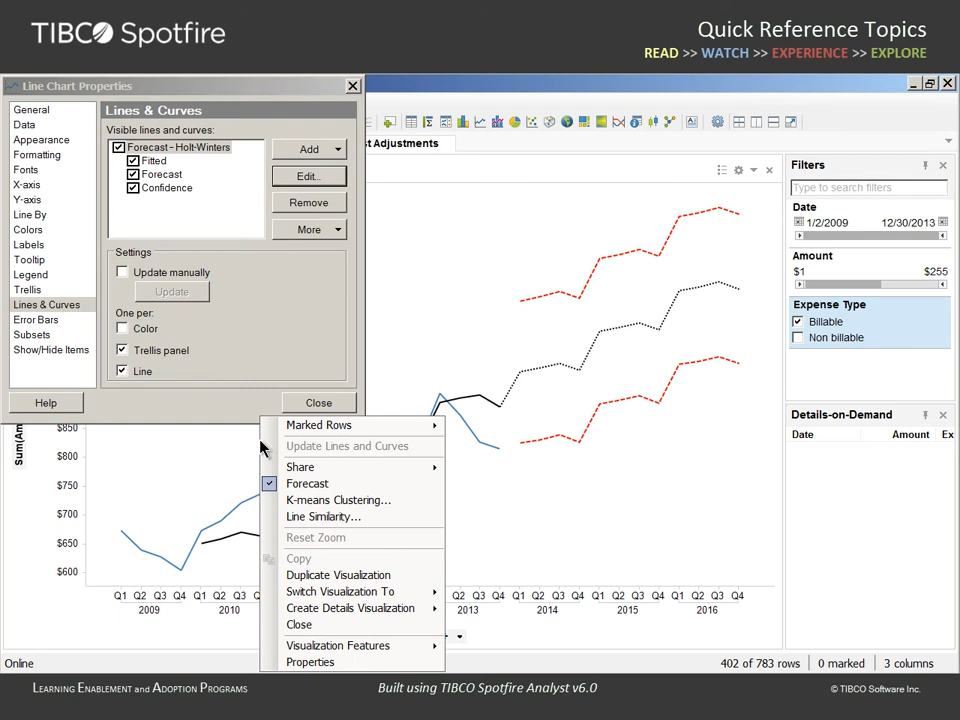 TIBCO Spotfire
Quick Reference Topics
READ >> WATCH >> EXPERIENCE >> EXPLORE
Line Chart Properties
General
Data
Appearance
Formatting
Fonts
X-axis
Y-axis
Line By
Colors
Labels
Tooltip
Legend
Trellis
Lines & Curves
Error Bars
Subsets
Show/Hide Items
Lines & Curves
Visible lines and curves:
Forecast - Holt-Winters
Fitted
Forecast
Confidence
Add
Edit...
Remove
More
Settings
Update manually
Update
One per:
Color
Trellis panel
Line
Help
Close
st Adjustments
Filters
Type to search filters
Date
1/2/2009 12/30/2013
Amount
$1 $255
Expense Type
Billable
Non billable
Details-on-Demand
Date Amount Ex
Marked Rows
Update Lines and Curves
Share
Forecast
K-means Clustering...
Line Similarity...
Reset Zoom
Copy
Duplicate Visualization
Switch Visualization To
Create Details Visualization
Close
Visualization Features
Properties
Sum(Am
$850
$800
$750
$700
$650
$600
Q1 Q2 Q3 Q4 Q1 Q2 Q3 Q2 Q3 Q4 Q1 Q2 Q3 Q4 Q1 Q2 Q3 Q4 Q1 Q2 Q3 Q4
2009 2010 2013 2014 2015 2016
Online
402 of 783 rows 0 marked 3 columns
LEARNING ENABLEMENT AND ADOPTION PROGRAMS
Built using TIBCO Spotfire Analyst v6.0
© TIBCO Software Inc.